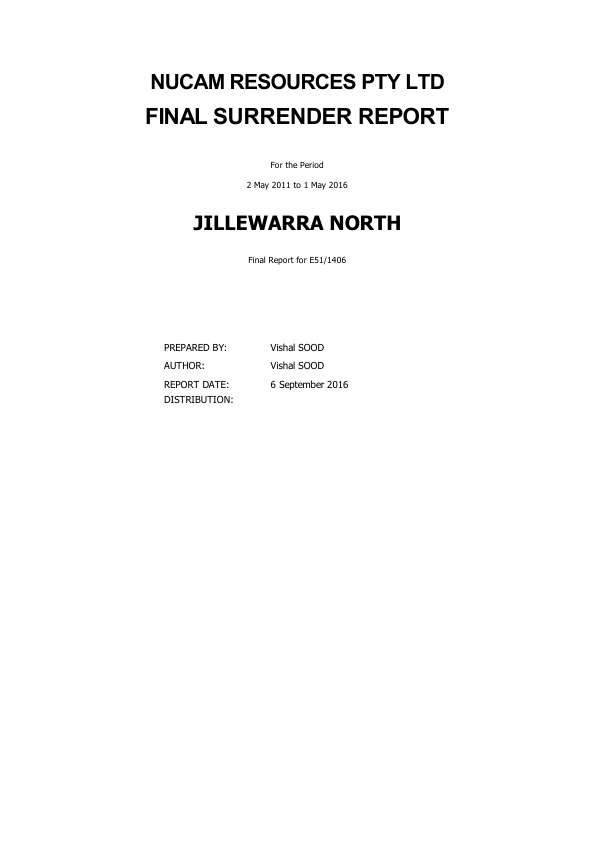 NUCAM RESOURCES PTY LTD
FINAL SURRENDER REPORT
For the Period
2 May 2011 to 1 May 2016
JILLEWARRA NORTH
Final Report for E51/1406
PREPARED BY: Vishal SOOD
AUTHOR: Vishal SOOD
REPORT DATE: 6 September 2016
DISTRIBUTION: